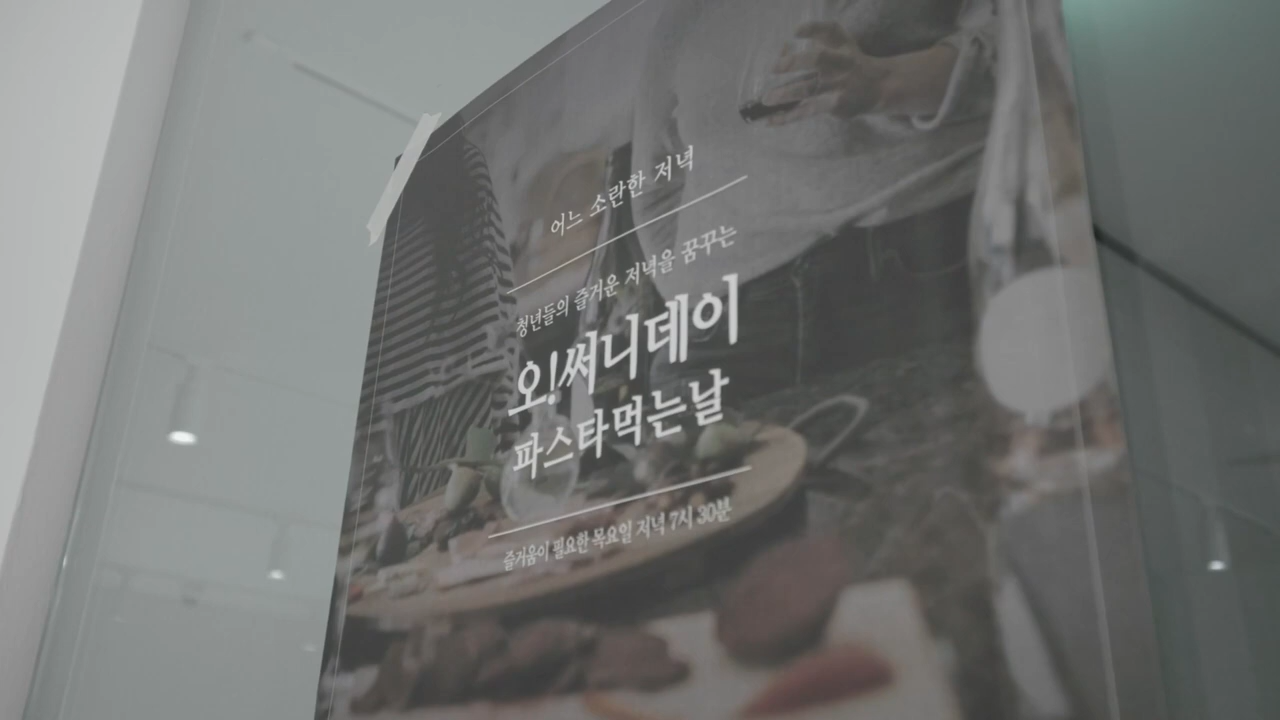 어느 소란한 저녁
청년들의 즐거운 저녁을 꿈꾸는
오!써니데이
파스타먹는날
즐거움이 필요한 목요일 저녁 7시 30분